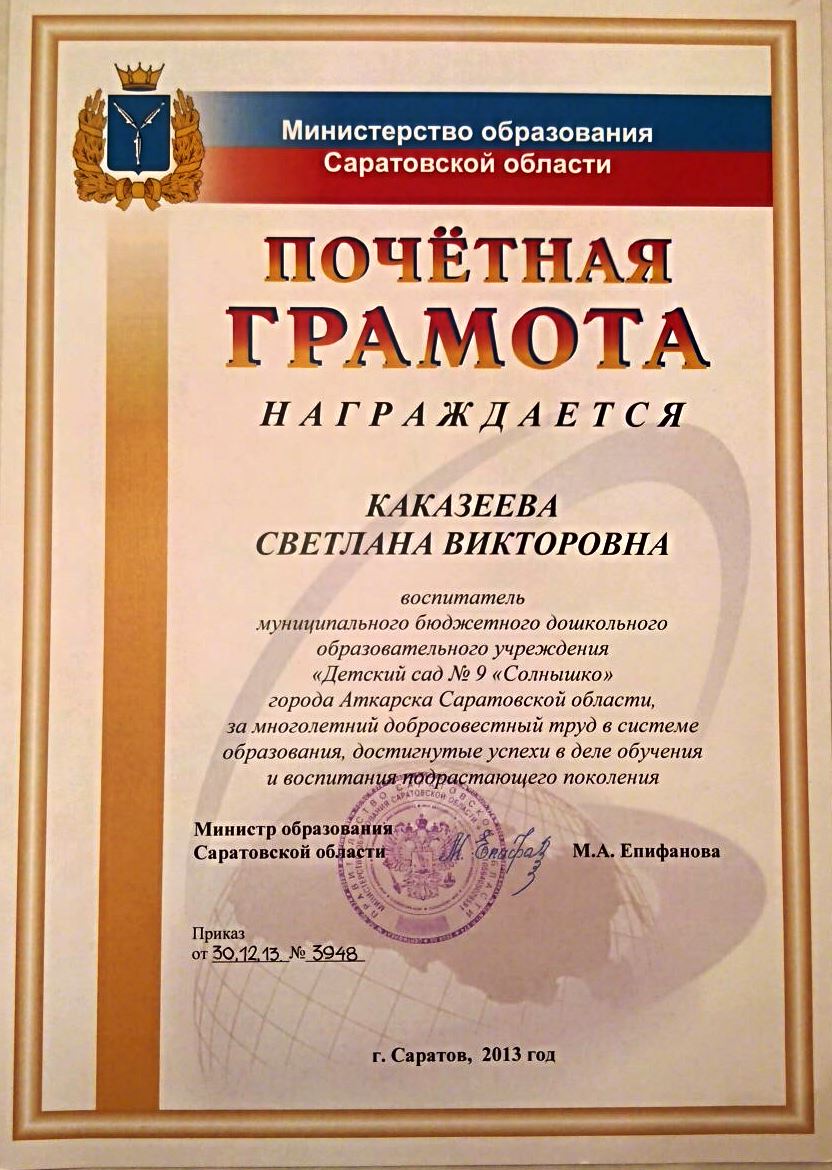 Министерство образования
Саратовской области
ПОЧЁТНАЯ
ГРАМОТА
НАГРАЖДАЕТСЯ
КАКАЗЕЕВА
СВЕТЛАНА ВИКТОРОВНА
воспитатель
муниципального бюджетного дошкольного
образовательного учреждения
«Детский сад № 9 «Солнышко»
города Аткарска Саратовской области,
за многолетний добросовестный труд в системе
образования, достигнутые успехи в деле обучения
и воспитания подрастающего поколения
Министр образования
Саратовской области
М.А. Епифанова
Приказ
от 30.12.13. № 3948
г. Саратов, 2013 год